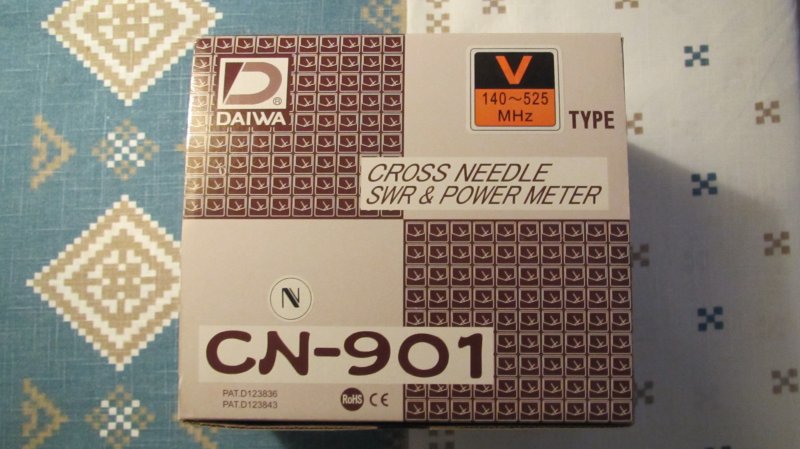 DAIWA
®
V
140～525
MHz
TYPE
CROSS NEEDLE
SWR & POWER METER
N
CN-901
PAT.D123836
PAT.D123843
RoHS CE